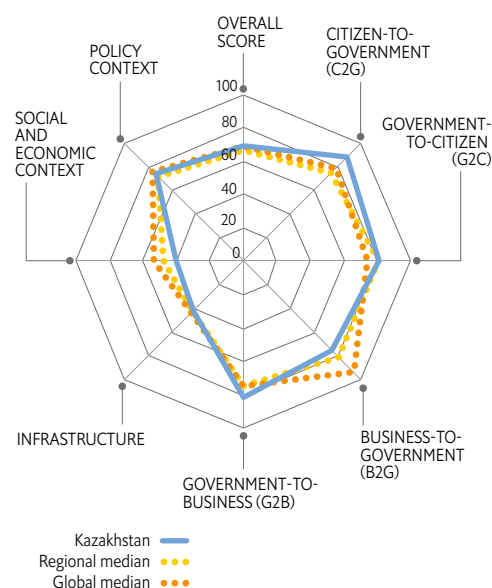 OVERALL
SCORE
CITIZEN-TO-
GOVERNMENT
(C2G)
GOVERNMENT-
TO-CITIZEN
(G2C)
BUSINESS-TO-
GOVERNMENT
(B2G)
GOVERNMENT-TO-
BUSINESS (G2B)
INFRASTRUCTURE
SOCIAL
AND
ECONOMIC
CONTEXT
POLICY
CONTEXT
100
80
60
40
20
0
Kazakhstan
Regional median
Global median